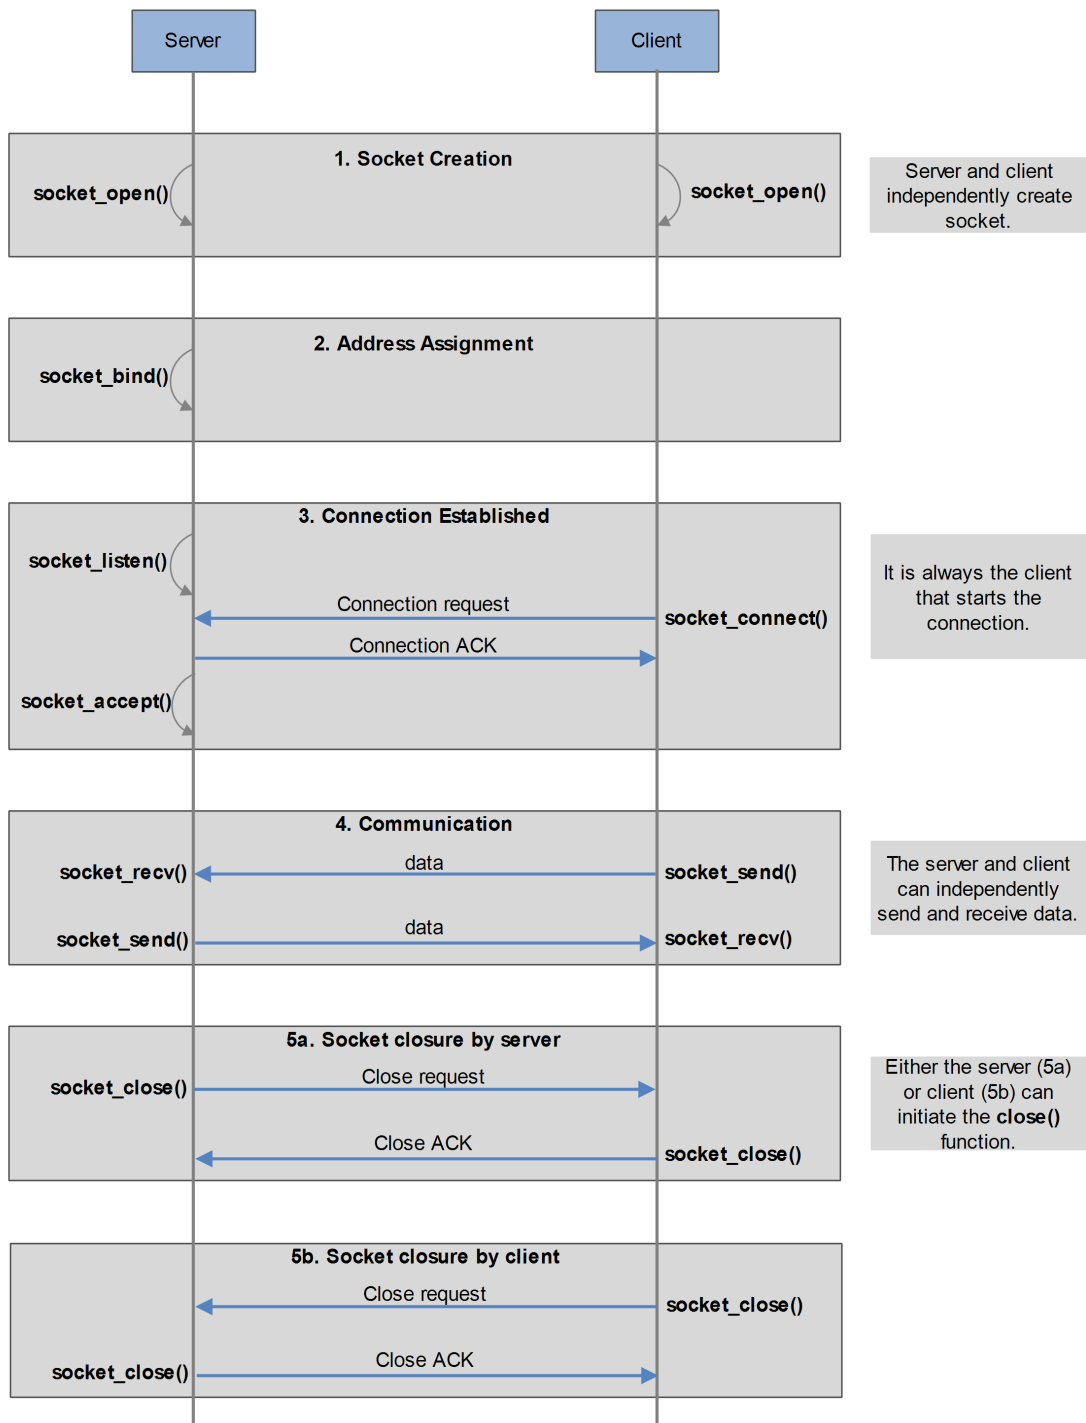 Server
Client
1. Socket Creation
socket_open()
socket_open()
Server and client
independently create
socket.
2. Address Assignment
socket_bind()
3. Connection Established
socket_listen()
Connection request
socket_connect()
Connection ACK
socket_accept()
It is always the client
that starts the
connection.
4. Communication
socket_recv()
data
socket_send()
socket_send()
data
socket_recv()
The server and client
can independently
send and receive data.
5a. Socket closure by server
socket_close()
Close request
Close ACK
socket_close()
Either the server (5a)
or client (5b) can
initiate the close()
function.
5b. Socket closure by client
Close request
socket_close()
socket_close()
Close ACK